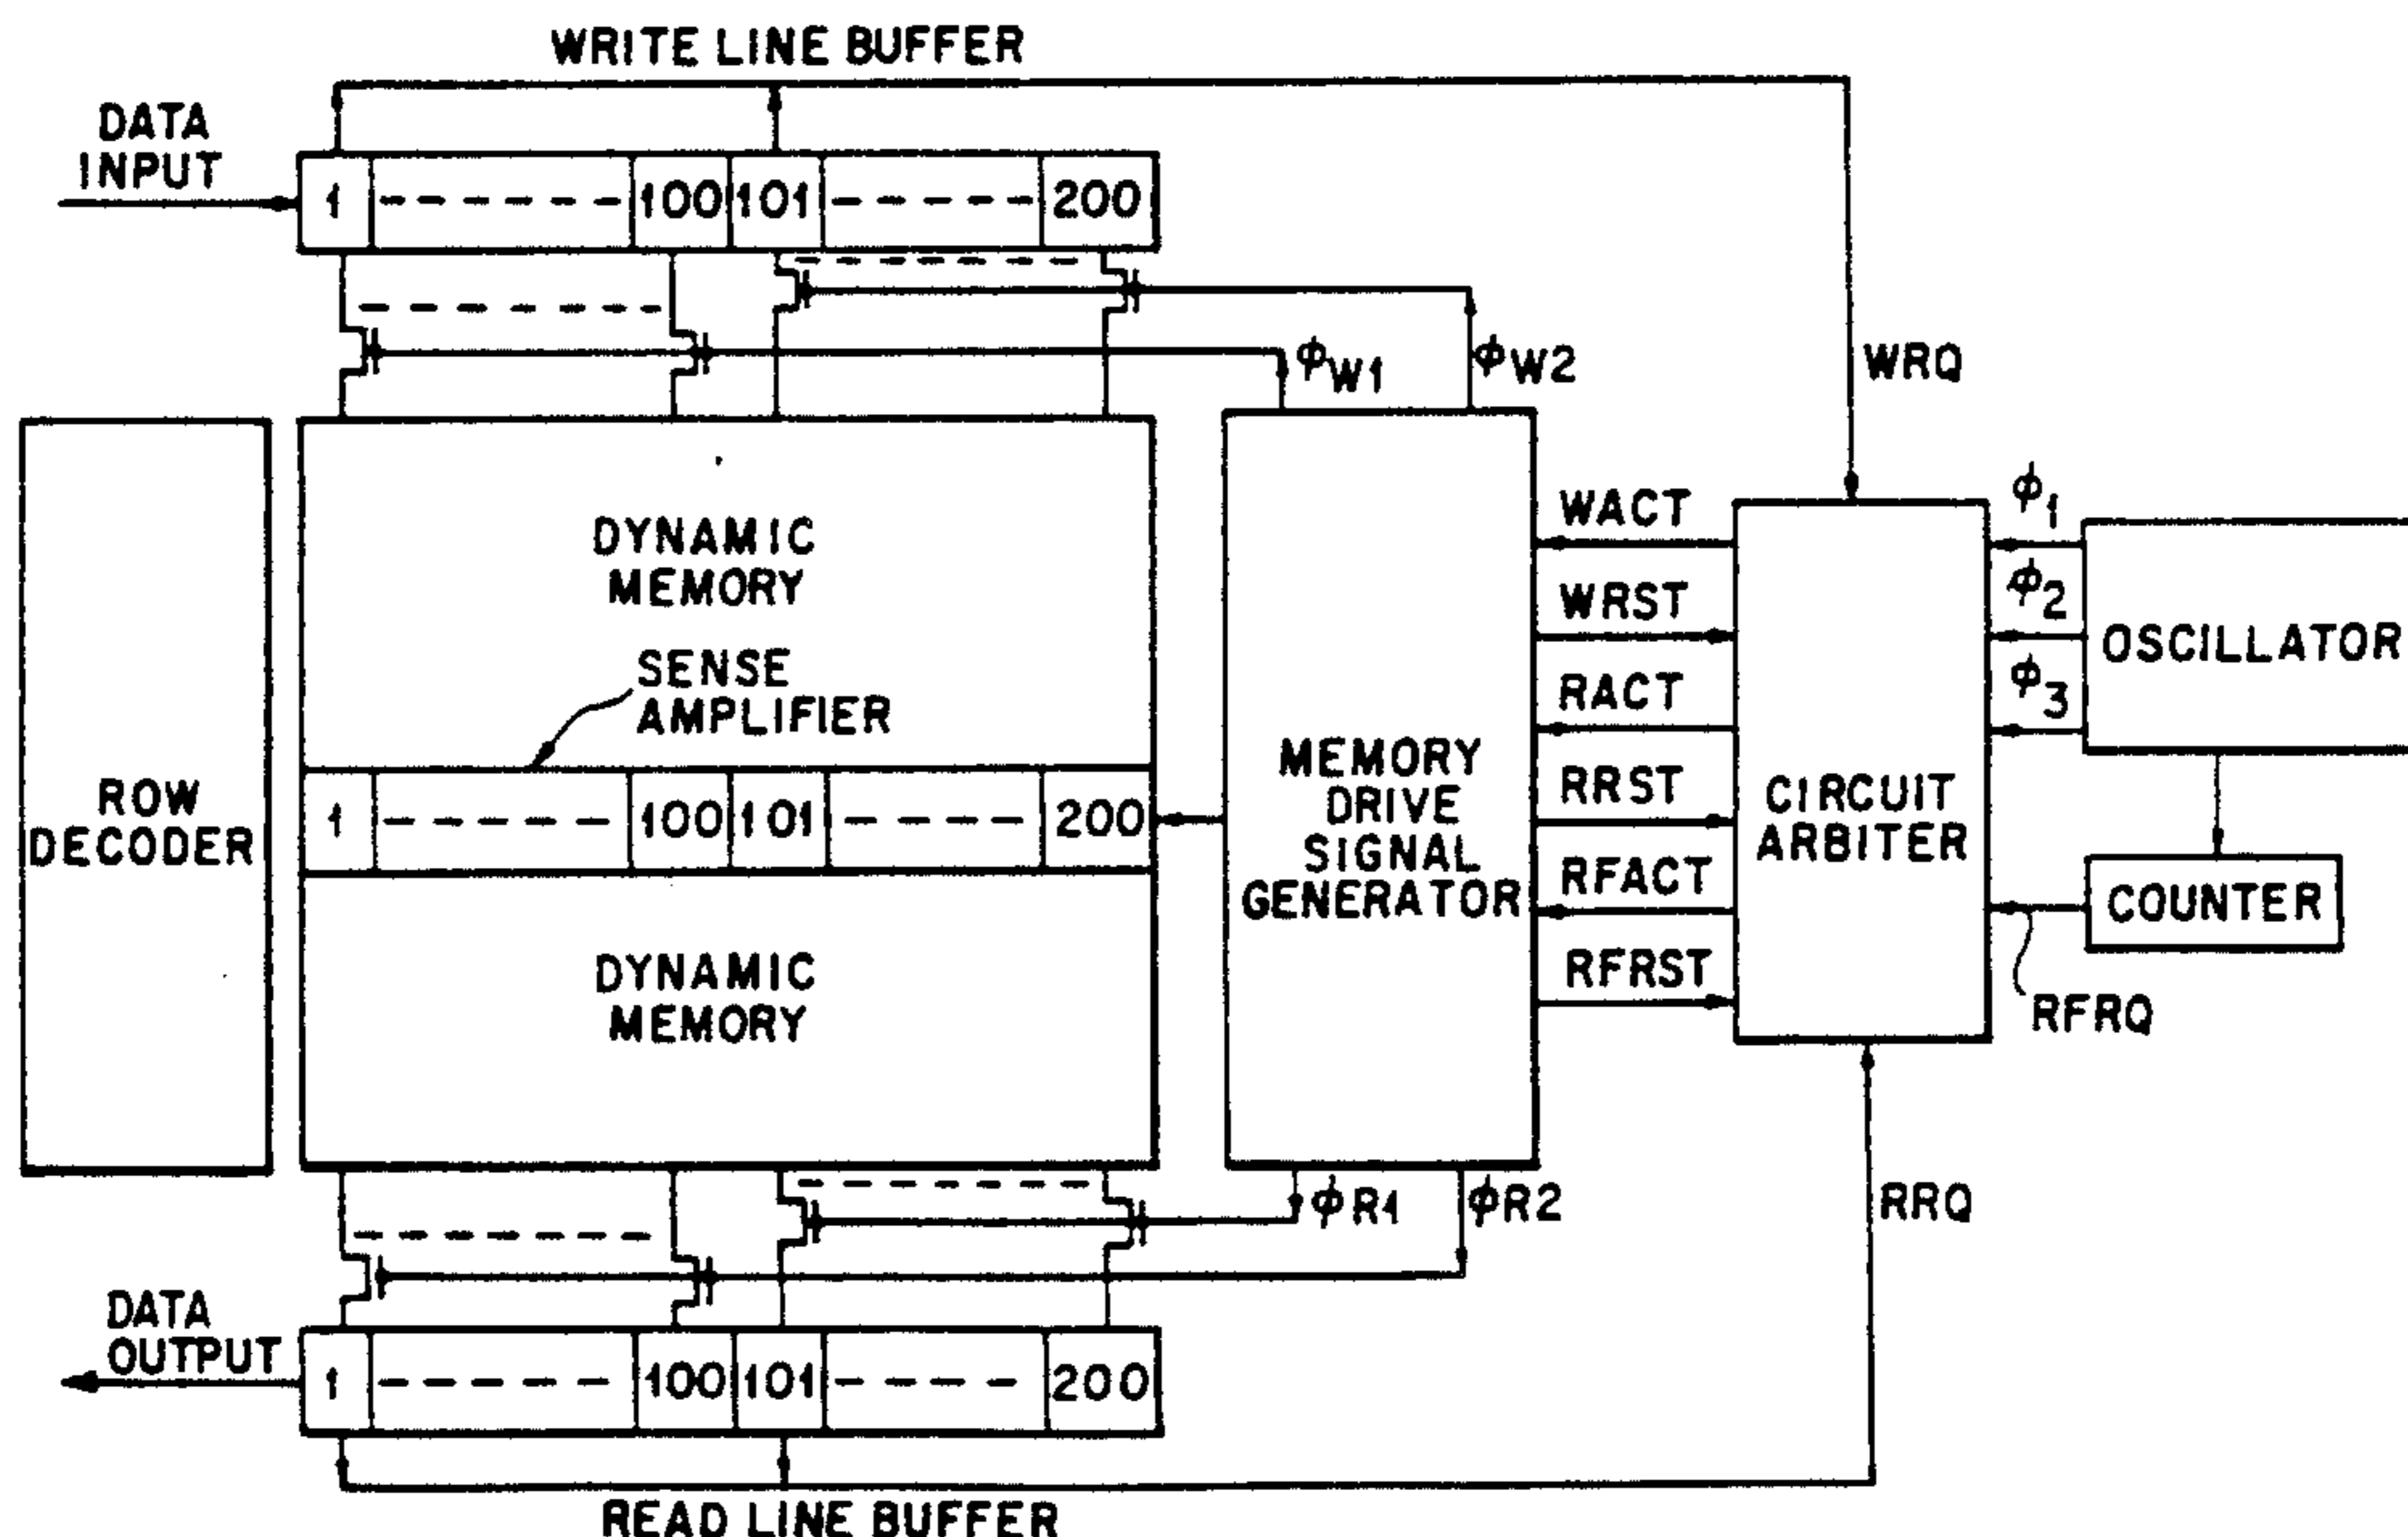 WRITE LINE BUFFER
DATA
INPUT
1 100 101 200
ϕW1
ϕW2
WRQ
ROW
DECODER
DYNAMIC
MEMORY
SENSE
AMPLIFIER
1 100 101 200
DYNAMIC
MEMORY
MEMORY
DRIVE
SIGNAL
GENERATOR
WACT
WRST
RACT
RRST
RFACT
RFRST
CIRCUIT
ARBITER
ϕ1
ϕ2
ϕ3
OSCILLATOR
COUNTER
RFRQ
ϕR1
ϕR2
RRQ
DATA
OUTPUT
1 100 101 200
READ LINE BUFFER